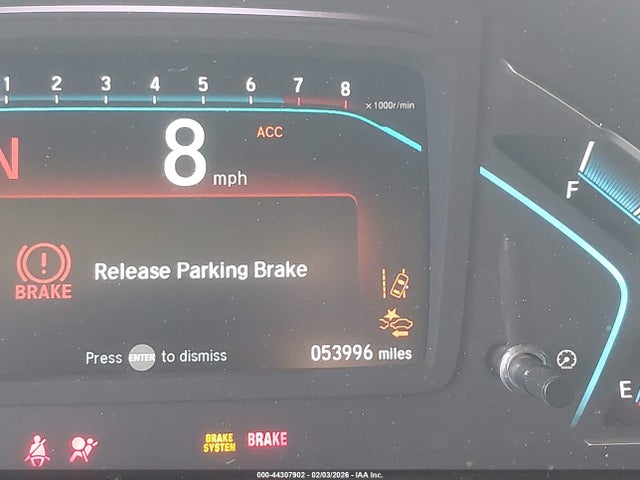 1 2 3 4 5 6 7 8
×1000r/min
N
8 mph
ACC
BRAKE
Release Parking Brake
Press ENTER to dismiss
053996 miles
F
E
BRAKE SYSTEM
BRAKE
000-44307902 - 02/03/2026 - IAA Inc.